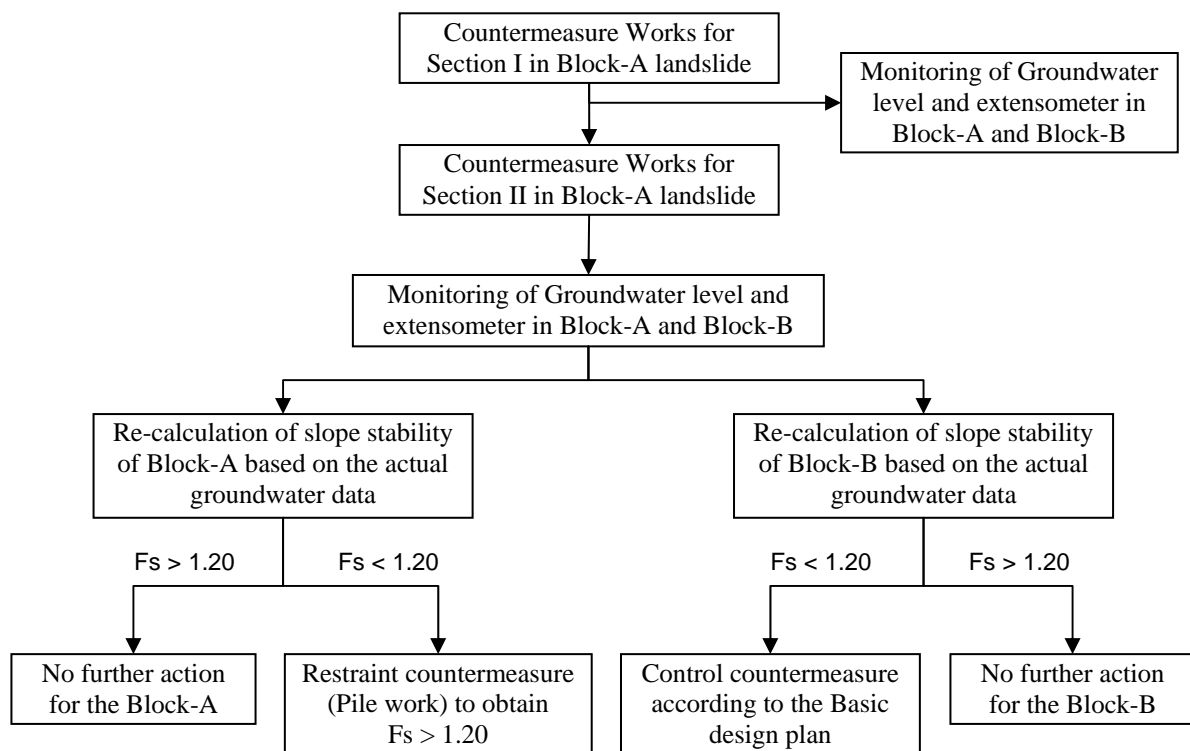 Countermeasure Works for
Section I in Block-A landslide
Monitoring of Groundwater
level and extensometer in
Block-A and Block-B
Countermeasure Works for
Section II in Block-A landslide
Monitoring of Groundwater level and
extensometer in Block-A and Block-B
Re-calculation of slope stability
of Block-A based on the actual
groundwater data
Re-calculation of slope stability
of Block-B based on the actual
groundwater data
Fs > 1.20
Fs < 1.20
Fs < 1.20
Fs > 1.20
No further action
for the Block-A
Restraint countermeasure
(Pile work) to obtain
Fs > 1.20
Control countermeasure
according to the Basic
design plan
No further action
for the Block-B